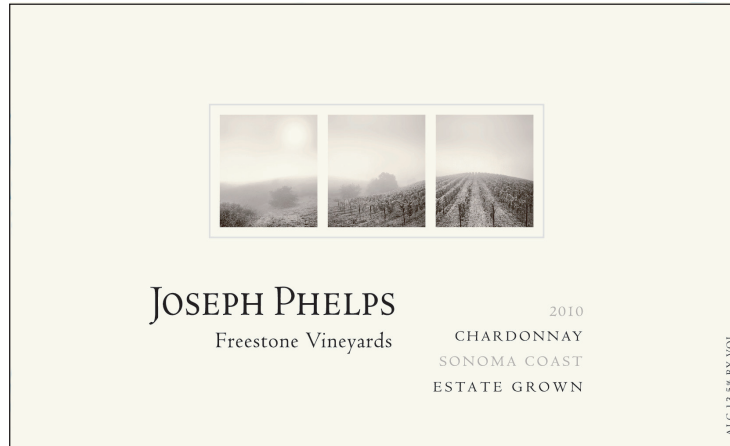 JOSEPH PHELPS
Freestone Vineyards
2010
CHARDONNAY
SONOMA COAST
ESTATE GROWN